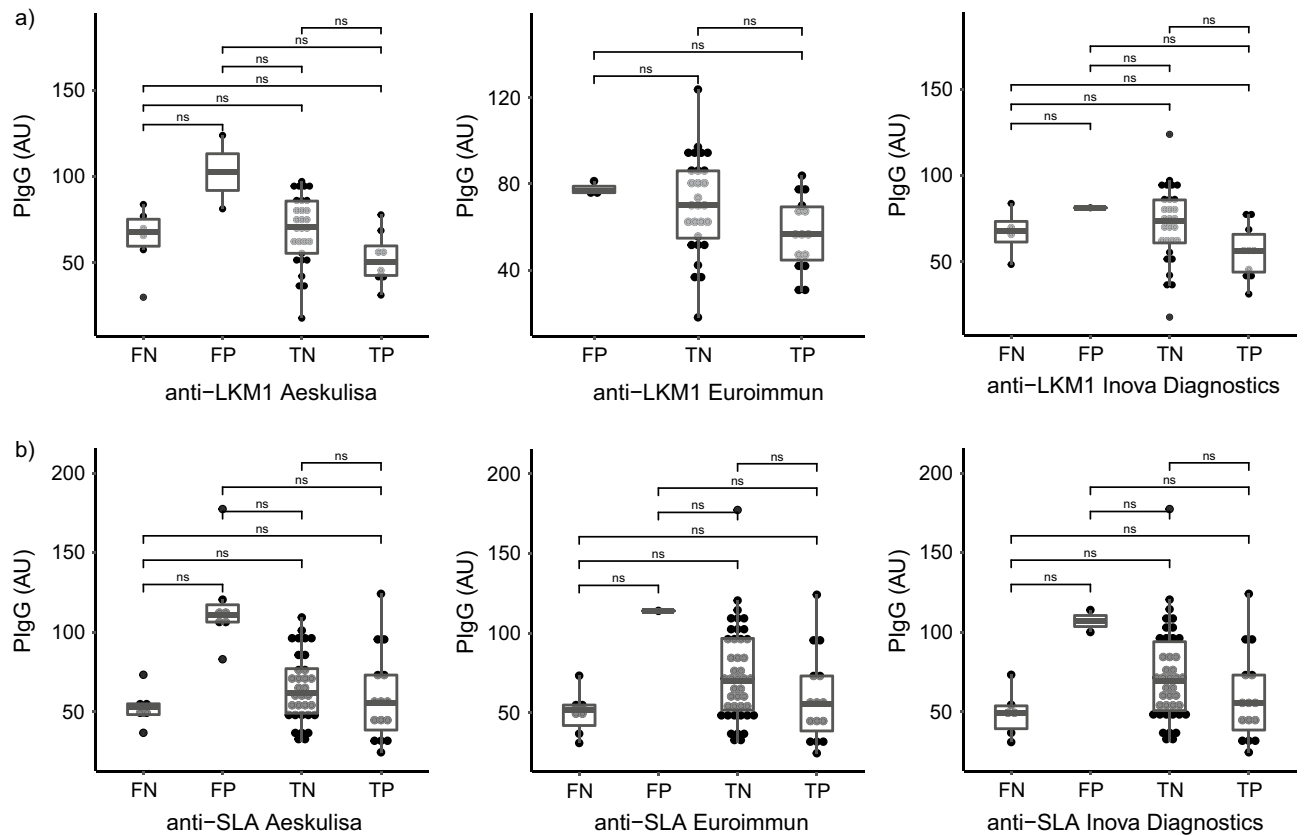 a)
ns
ns
ns
ns
ns
ns
PIgG (AU)
150
100
50
FN FP TN TP
anti−LKM1 Aeskulisa
ns
ns
ns
PIgG (AU)
120
80
40
FP TN TP
anti−LKM1 Euroimmun
ns
ns
ns
ns
ns
ns
PIgG (AU)
150
100
50
FN FP TN TP
anti−LKM1 Inova Diagnostics
b)
ns
ns
ns
ns
ns
ns
PIgG (AU)
200
150
100
50
FN FP TN TP
anti−SLA Aeskulisa
ns
ns
ns
ns
ns
ns
PIgG (AU)
200
150
100
50
FN FP TN TP
anti−SLA Euroimmun
ns
ns
ns
ns
ns
ns
PIgG (AU)
200
150
100
50
FN FP TN TP
anti−SLA Inova Diagnostics